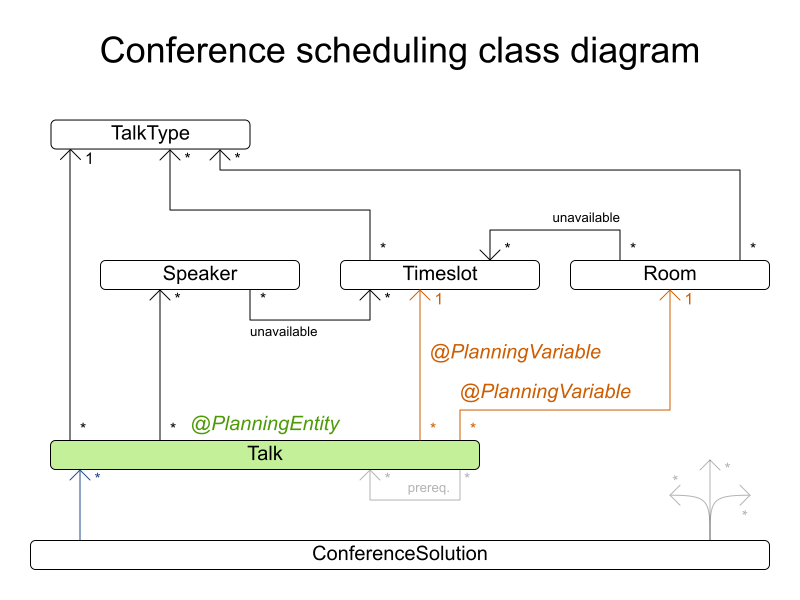 Conference scheduling class diagram
TalkType
1
*
*
unavailable
*
*
*
*
Speaker
Timeslot
Room
*
*
*
1
1
unavailable
@PlanningVariable
@PlanningVariable
*
*
@PlanningEntity
*
*
Talk
*
*
*
prereq.
*
*
*
ConferenceSolution